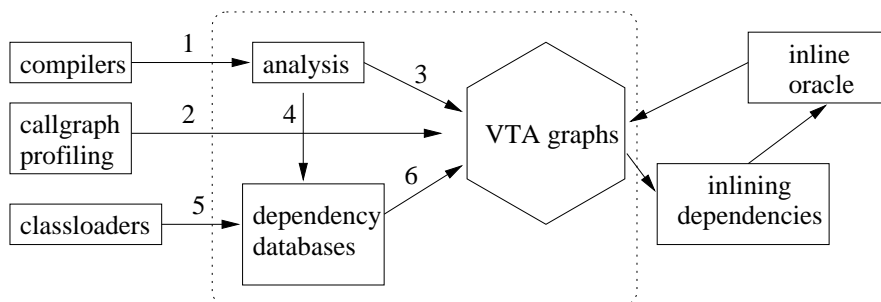 compilers
1
analysis
3
inline
oracle
callgraph
profiling
2
4
VTA graphs
classloaders
5
dependency
databases
6
inlining
dependencies